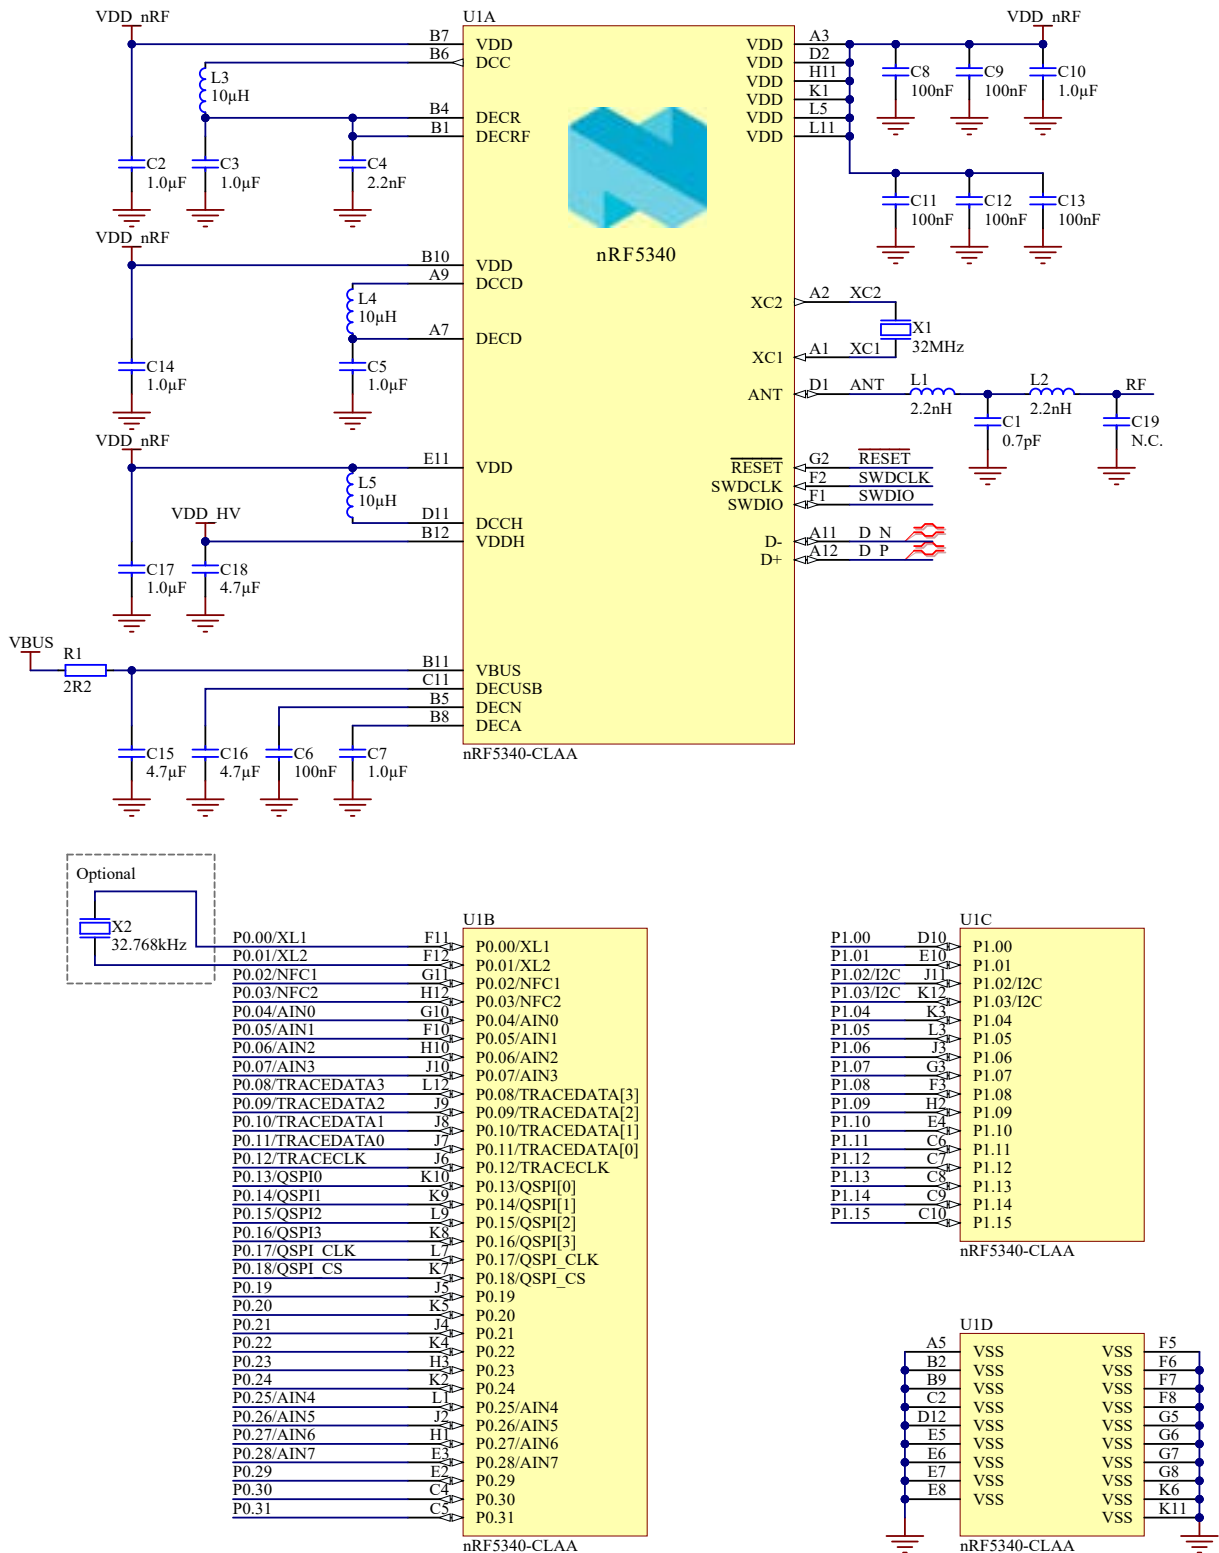 VDD_nRF
U1A
VDD_nRF
B7 VDD
B6 DCC
L3
10µH
B4 DECR
B1 DECRF
C2
1.0µF
C3
1.0µF
C4
2.2nF
VDD A3
VDD D2
VDD H11
VDD K1
VDD L5
VDD L11
C8
100nF
C9
100nF
C10
1.0µF
C11
100nF
C12
100nF
C13
100nF
nRF5340
VDD_nRF
B10 VDD
A9 DCCD
L4
10µH
A7 DECD
C14
1.0µF
C5
1.0µF
XC2 A2 XC2
X1
32MHz
XC1 A1 XC1
ANT D1 ANT
L1
2.2nH
L2
2.2nH
RF
C1
0.7pF
C19
N.C.
VDD_nRF
E11 VDD
L5
10µH
VDD_HV
D11 DCCH
B12 VDDH
C17
1.0µF
C18
4.7µF
RESET G2 RESET
SWDCLK F2 SWDCLK
SWDIO F1 SWDIO
D- A11 D_N
D+ A12 D_P
VBUS
R1
2R2
B11 VBUS
C11 DECUSB
B5 DECN
B8 DECA
C15
4.7µF
C16
4.7µF
C6
100nF
C7
1.0µF
nRF5340-CLAA
Optional
X2
32.768kHz
U1B
P0.00/XL1 F11 P0.00/XL1
P0.01/XL2 F12 P0.01/XL2
P0.02/NFC1 G11 P0.02/NFC1
P0.03/NFC2 H12 P0.03/NFC2
P0.04/AIN0 G10 P0.04/AIN0
P0.05/AIN1 F10 P0.05/AIN1
P0.06/AIN2 H10 P0.06/AIN2
P0.07/AIN3 J10 P0.07/AIN3
P0.08/TRACEDATA3 L12 P0.08/TRACEDATA[3]
P0.09/TRACEDATA2 J9 P0.09/TRACEDATA[2]
P0.10/TRACEDATA1 J8 P0.10/TRACEDATA[1]
P0.11/TRACEDATA0 J7 P0.11/TRACEDATA[0]
P0.12/TRACECLK J6 P0.12/TRACECLK
P0.13/QSPI0 K10 P0.13/QSPI[0]
P0.14/QSPI1 K9 P0.14/QSPI[1]
P0.15/QSPI2 L9 P0.15/QSPI[2]
P0.16/QSPI3 K8 P0.16/QSPI[3]
P0.17/QSPI_CLK L7 P0.17/QSPI_CLK
P0.18/QSPI_CS K7 P0.18/QSPI_CS
P0.19 J5 P0.19
P0.20 K5 P0.20
P0.21 J4 P0.21
P0.22 K4 P0.22
P0.23 H3 P0.23
P0.24 K2 P0.24
P0.25/AIN4 L1 P0.25/AIN4
P0.26/AIN5 J2 P0.26/AIN5
P0.27/AIN6 H1 P0.27/AIN6
P0.28/AIN7 E3 P0.28/AIN7
P0.29 E2 P0.29
P0.30 C4 P0.30
P0.31 C5 P0.31
nRF5340-CLAA
U1C
P1.00 D10 P1.00
P1.01 E10 P1.01
P1.02/I2C J11 P1.02/I2C
P1.03/I2C K12 P1.03/I2C
P1.04 K3 P1.04
P1.05 L3 P1.05
P1.06 J3 P1.06
P1.07 G3 P1.07
P1.08 F3 P1.08
P1.09 H2 P1.09
P1.10 E4 P1.10
P1.11 C6 P1.11
P1.12 C7 P1.12
P1.13 C8 P1.13
P1.14 C9 P1.14
P1.15 C10 P1.15
nRF5340-CLAA
U1D
A5 VSS VSS F5
B2 VSS VSS F6
B9 VSS VSS F7
C2 VSS VSS F8
D12 VSS VSS G5
E5 VSS VSS G6
E6 VSS VSS G7
E7 VSS VSS G8
E8 VSS VSS K6
VSS K11
nRF5340-CLAA